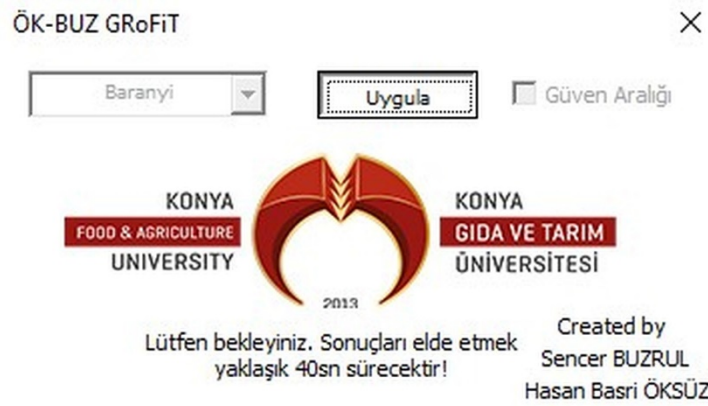 ÖK-BUZ GRoFiT
Baranyi
Uygula
Güven Aralığı
KONYA
FOOD & AGRICULTURE
UNIVERSITY
KONYA
GIDA VE TARIM
ÜNİVERSİTESİ
2013
Lütfen bekleyiniz. Sonuçları elde etmek
yaklaşık 40sn sürecektir!
Created by
Sencer BUZRUL
Hasan Basri ÖKSÜZ